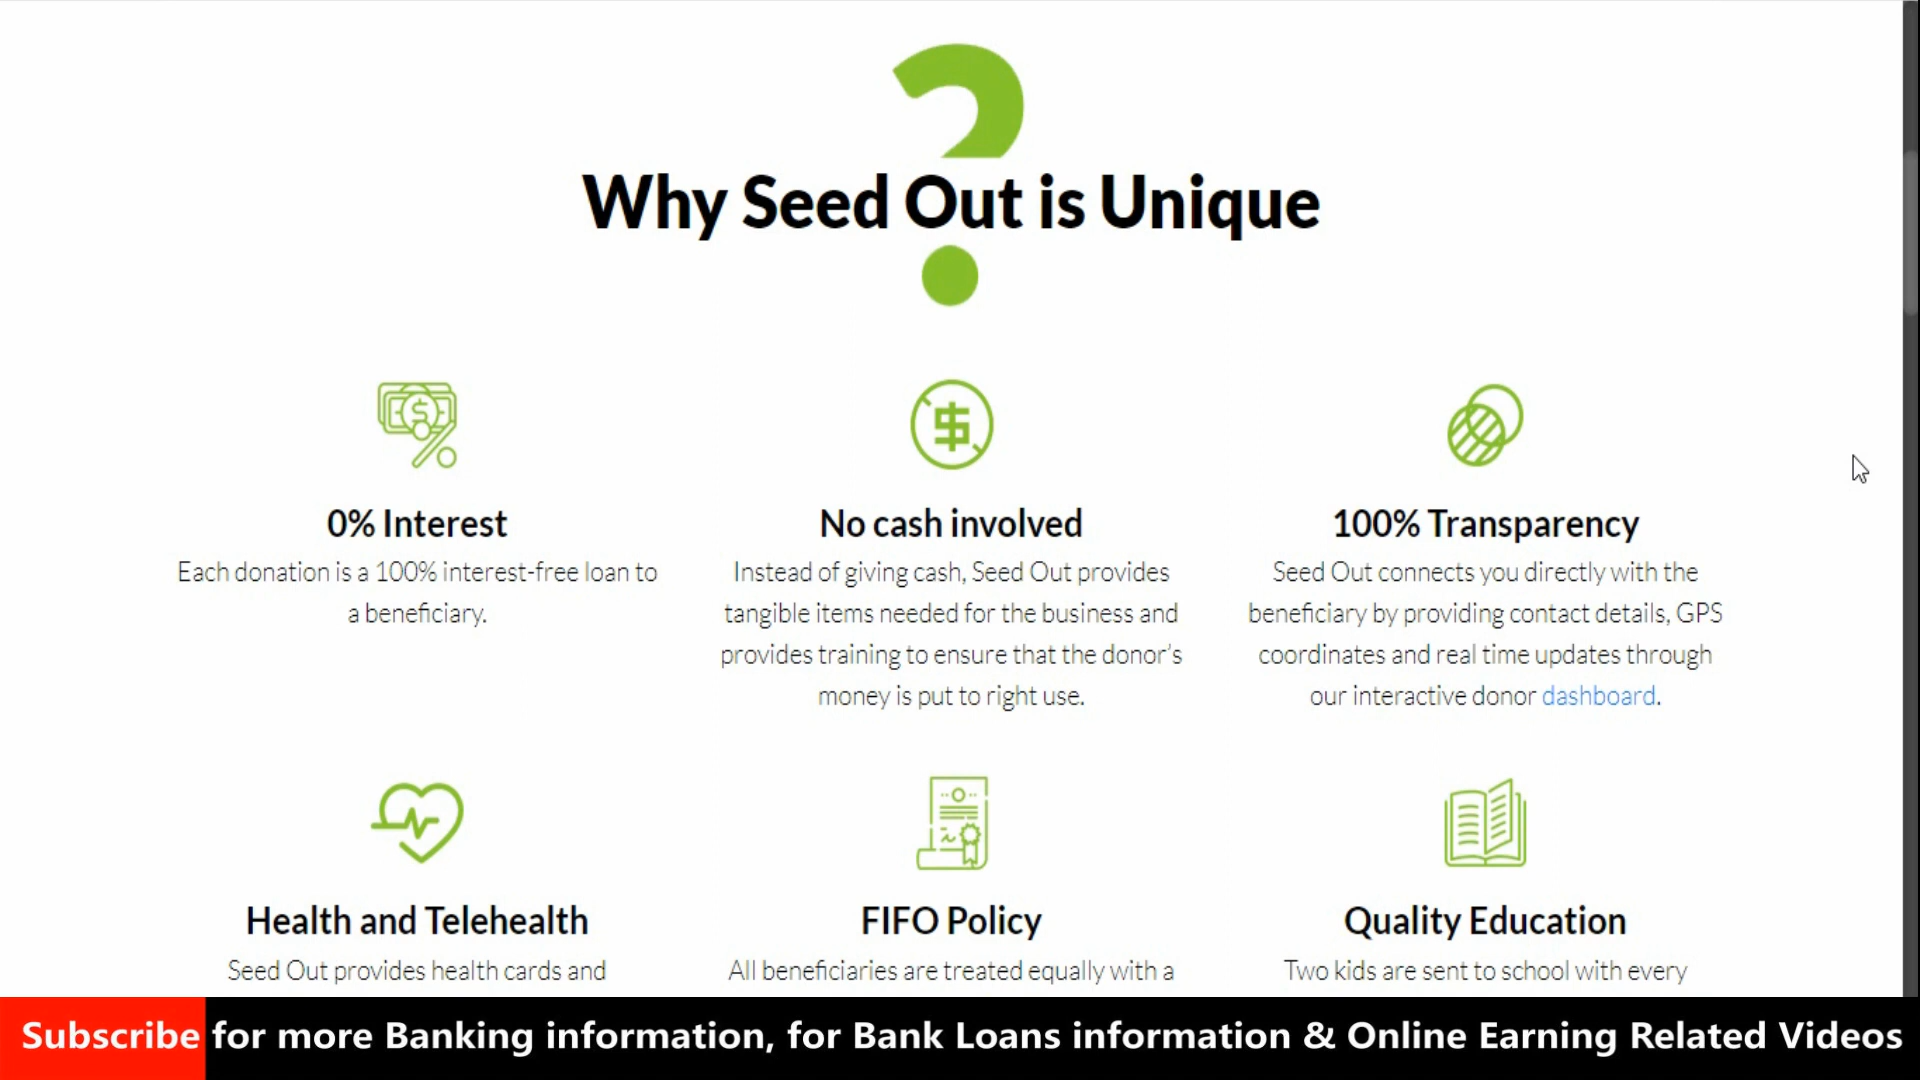 Why Seed Out is Unique
0% Interest
Each donation is a 100% interest-free loan to
a beneficiary.
No cash involved
Instead of giving cash, Seed Out provides
tangible items needed for the business and
provides training to ensure that the donor's
money is put to right use.
100% Transparency
Seed Out connects you directly with the
beneficiary by providing contact details, GPS
coordinates and real time updates through
our interactive donor dashboard.
Health and Telehealth
Seed Out provides health cards and
FIFO Policy
All beneficiaries are treated equally with a
Quality Education
Two kids are sent to school with every
Subscribe for more Banking information, for Bank Loans information & Online Earning Related Videos